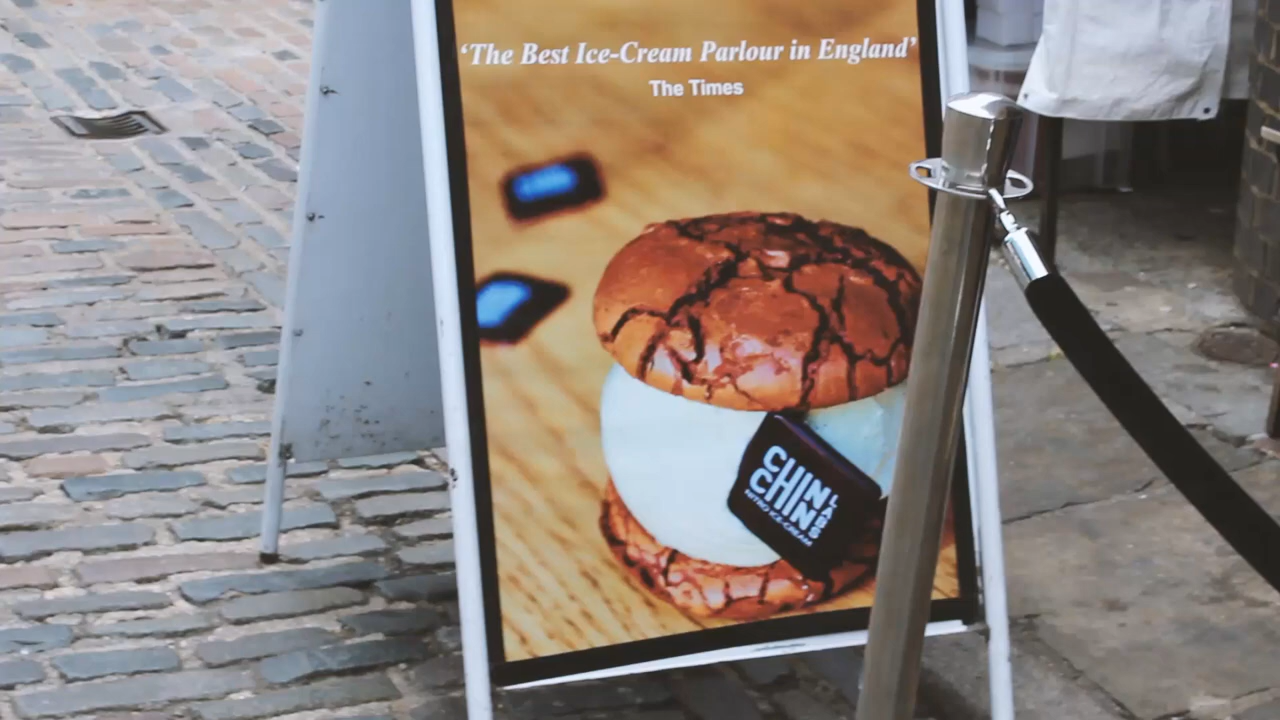 ‘The Best Ice-Cream Parlour in England’
The Times
CHIN
CHIN
LABS
NITRO ICE-CREAM